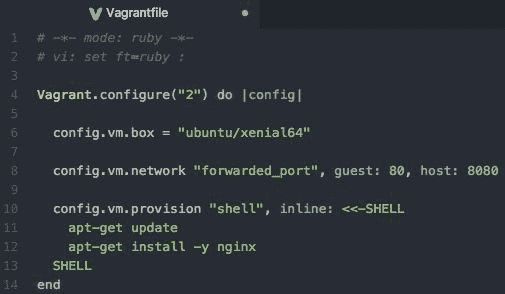 Vagrantfile
1 # -*- mode: ruby -*-
2 # vi: set ft=ruby :
3
4 Vagrant.configure("2") do |config|
5
6 config.vm.box = "ubuntu/xenial64"
7
8 config.vm.network "forwarded_port", guest: 80, host: 8080
9
10 config.vm.provision "shell", inline: <<-SHELL
11 apt-get update
12 apt-get install -y nginx
13 SHELL
14 end